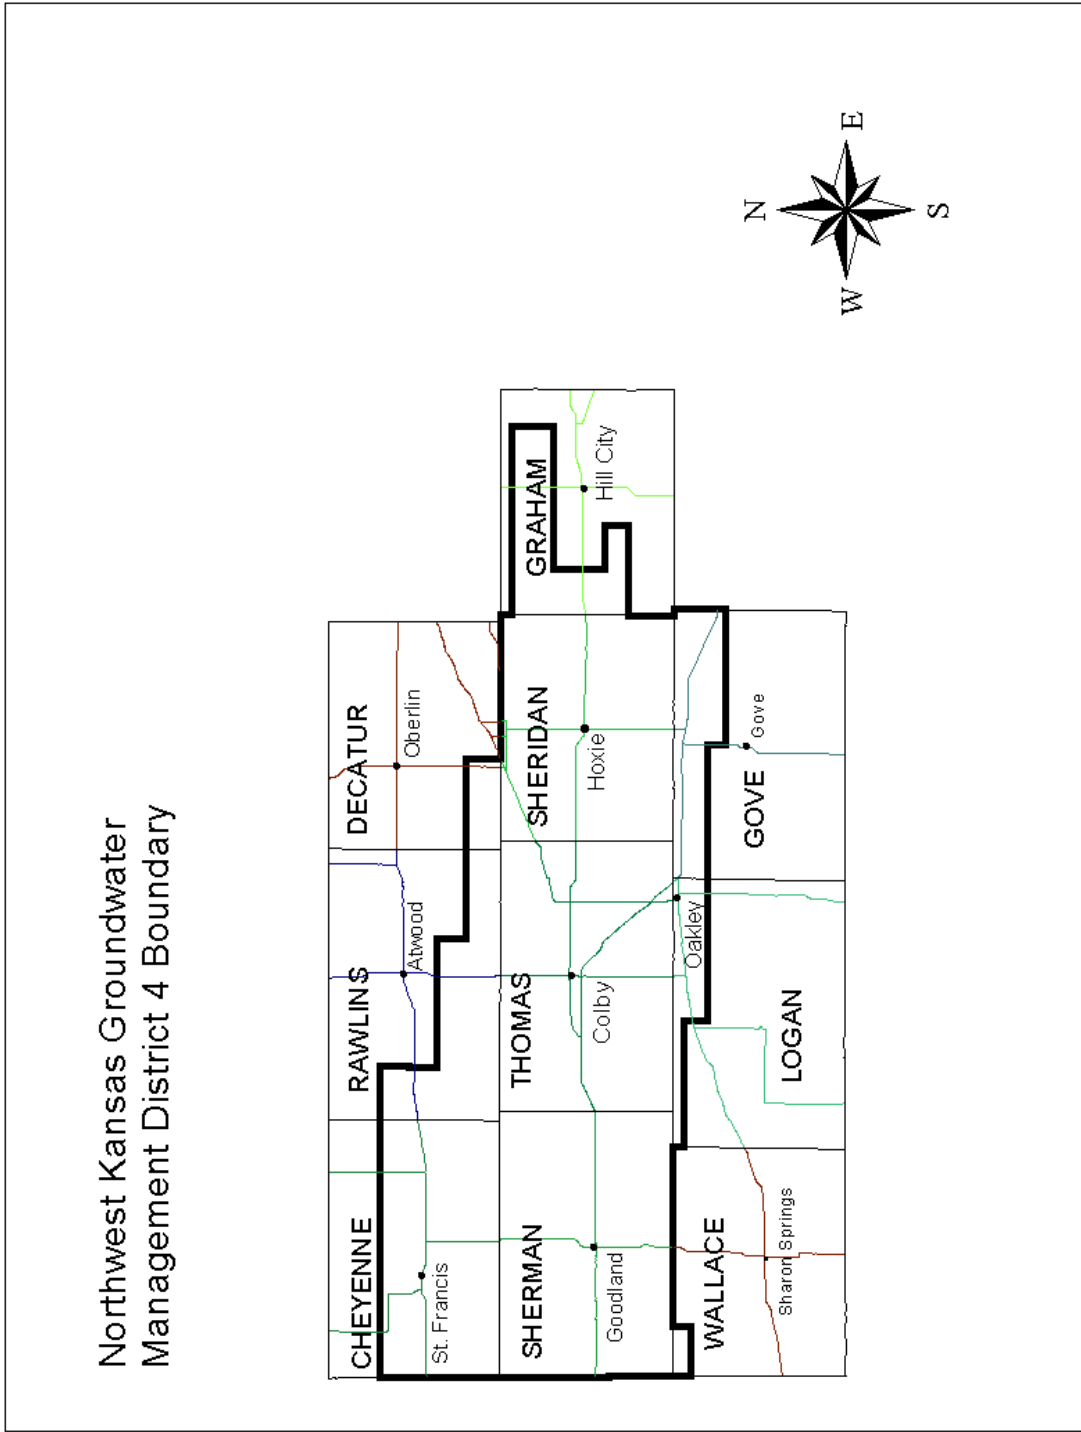 Northwest Kansas Groundwater
Management District 4 Boundary
CHEYENNE
RAWLINS
DECATUR
St. Francis
Atwood
Oberlin
SHERMAN
THOMAS
SHERIDAN
GRAHAM
Goodland
Colby
Hoxie
Hill City
WALLACE
LOGAN
GOVE
Sharon Springs
Oakley
Gove
N
W
E
S